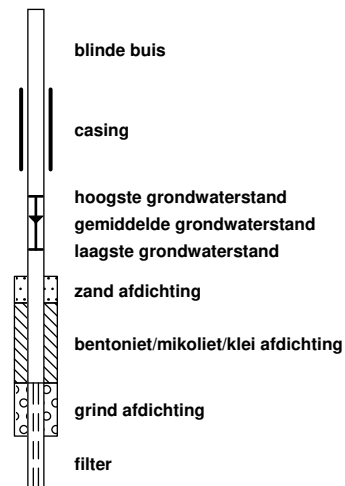 blinde buis
casing
hoogste grondwaterstand
gemiddelde grondwaterstand
laagste grondwaterstand
zand afdichting
bentoniet/mikoliet/klei afdichting
grind afdichting
filter